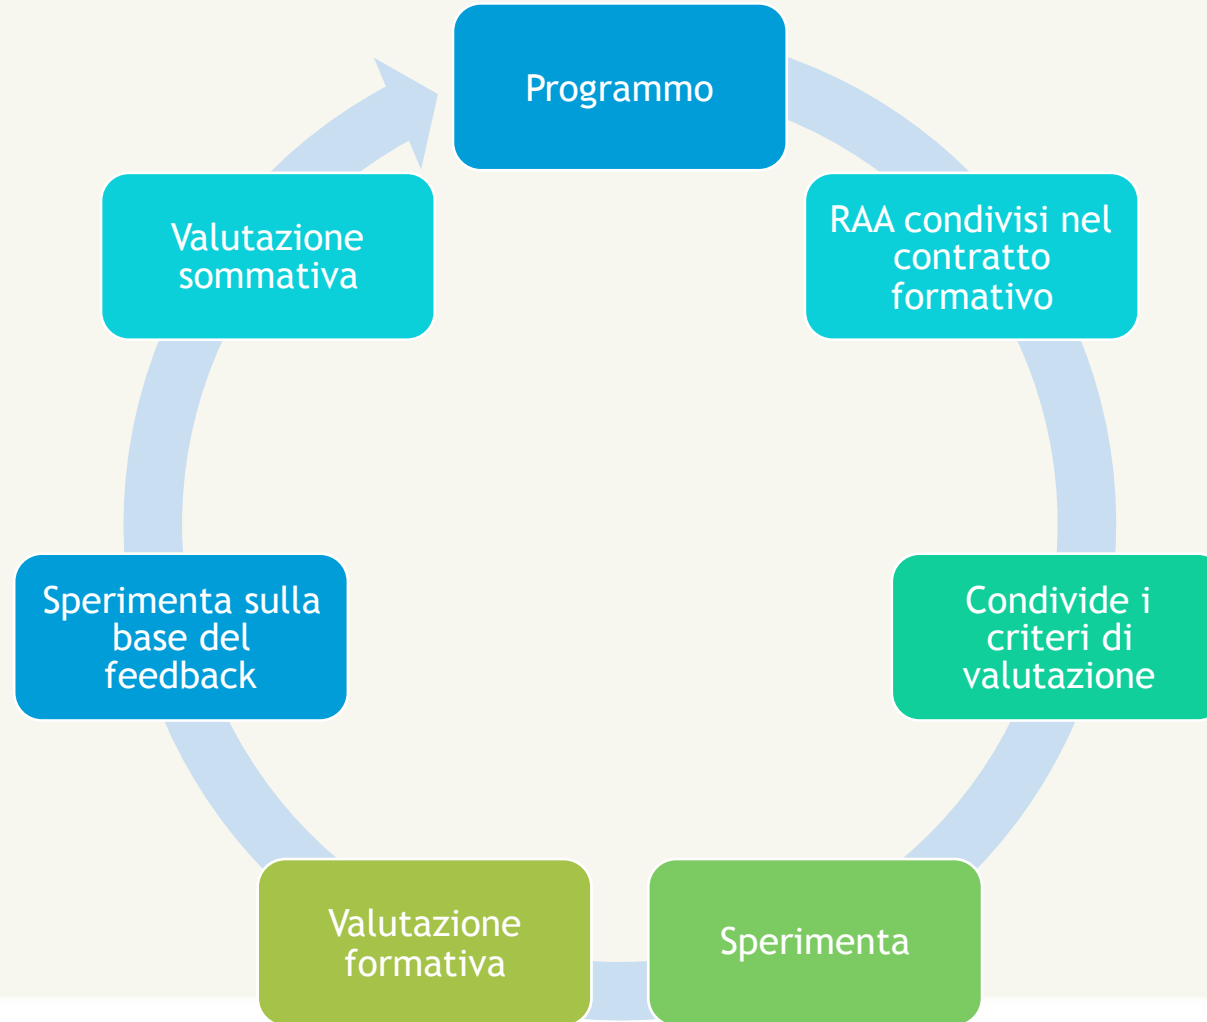 Programmo
RAA condivisi nel
contratto
formativo
Condivide i
criteri di
valutazione
Sperimenta
Valutazione
formativa
Sperimenta sulla
base del
feedback
Valutazione
sommativa